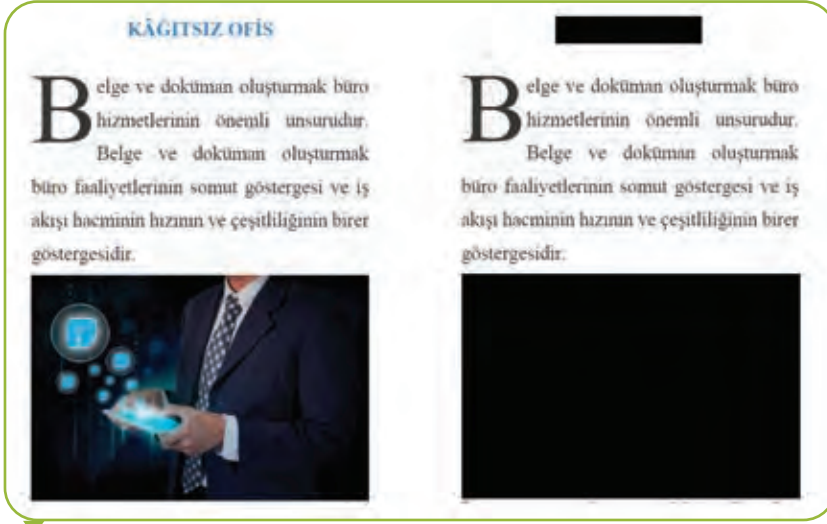 KÂĞITSIZ OFİS
Belge ve doküman oluşturmak büro
hizmetlerinin önemli unsurudur.
Belge ve doküman oluşturmak
büro faaliyetlerinin somut göstergesi ve iş
akışı hacminin hızının ve çeşitliliğinin birer
göstergesidir.
Belge ve doküman oluşturmak büro
hizmetlerinin önemli unsurudur.
Belge ve doküman oluşturmak
büro faaliyetlerinin somut göstergesi ve iş
akışı hacminin hızının ve çeşitliliğinin birer
göstergesidir.